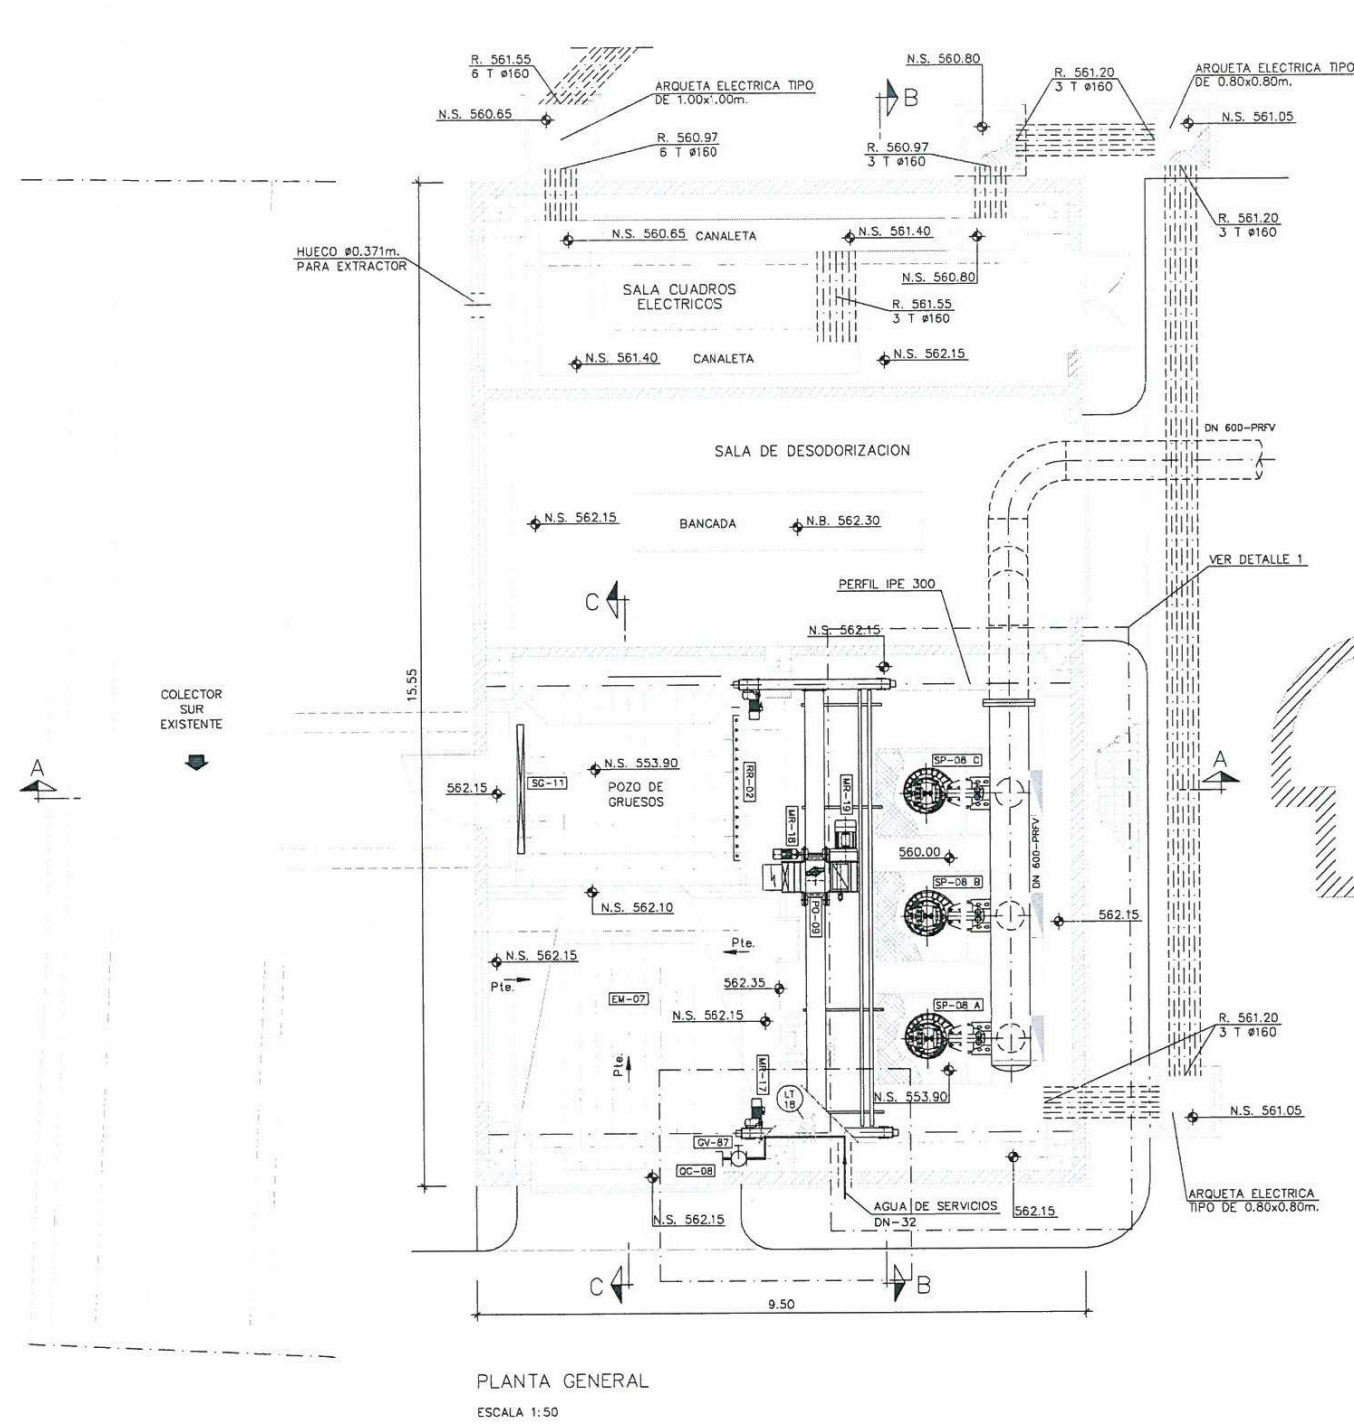 R. 561.55
6 T ø160
ARQUETA ELECTRICA TIPO
DE 1.00x1.00m.
N.S. 560.65
R. 560.97
6 T ø160
N.S. 560.80
B
R. 561.20
3 T ø160
ARQUETA ELECTRICA TIPO
DE 0.80x0.80m.
N.S. 561.05
R. 560.97
3 T ø160
R. 561.20
3 T ø160
HUECO ø0.371m.
PARA EXTRACTOR
N.S. 560.65 CANALETA
N.S. 561.40
N.S. 560.80
SALA CUADROS
ELECTRICOS
R. 561.55
3 T ø160
N.S. 561.40 CANALETA
N.S. 562.15
DN 600-PRFV
SALA DE DESODORIZACION
N.S. 562.15
BANCADA
N.B. 562.30
VER DETALLE 1
PERFIL IPE 300
C
N.S. 562.15
15.55
COLECTOR
SUR
EXISTENTE
A
562.15
SG-11
N.S. 553.90
POZO DE
GRUESOS
RR-02
MR-18
MR-19
SP-08 C
DN 600-PRFV
A
560.00
SP-08 B
PO-09
562.15
N.S. 562.10
N.S. 562.15
Pte.
Pte.
562.35
EM-07
N.S. 562.15
SP-08 A
R. 561.20
3 T ø160
Pte.
MR-17
LT
18
N.S. 553.90
N.S. 561.05
GV-87
QC-08
N.S. 562.15
AGUA DE SERVICIOS
DN-32
562.15
ARQUETA ELECTRICA
TIPO DE 0.80x0.80m.
C
B
9.50
PLANTA GENERAL
ESCALA 1:50